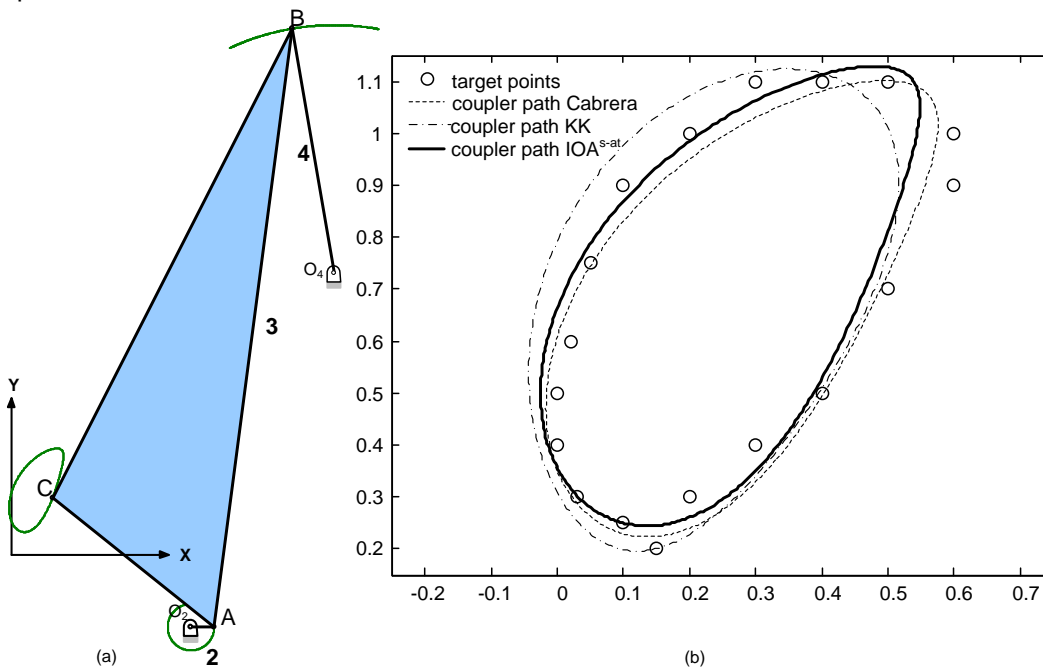 B
4
O4
3
Y
C
X
O2
A
2
(a)
target points
coupler path Cabrera
coupler path KK
coupler path IOAs-at
1.1
1
0.9
0.8
0.7
0.6
0.5
0.4
0.3
0.2
-0.2
-0.1
0
0.1
0.2
0.3
0.4
0.5
0.6
0.7
(b)